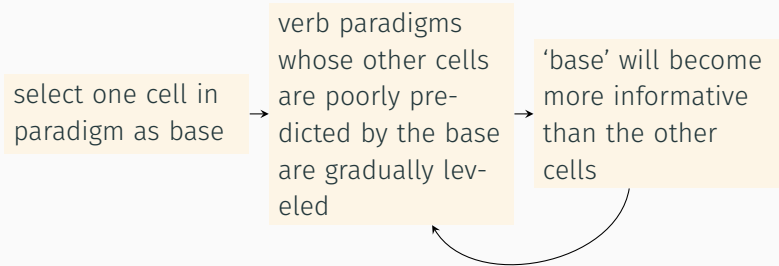 select one cell in
paradigm as base
verb paradigms
whose other cells
are poorly pre-
dicted by the base
are gradually lev-
eled
‘base’ will become
more informative
than the other
cells